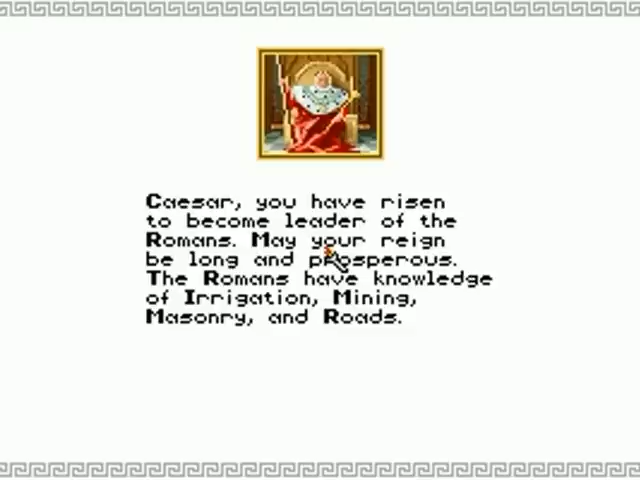 Caesar, you have risen
to become leader of the
Romans. May your reign
be long and prosperous.
The Romans have knowledge
of Irrigation, Mining,
Masonry, and Roads.